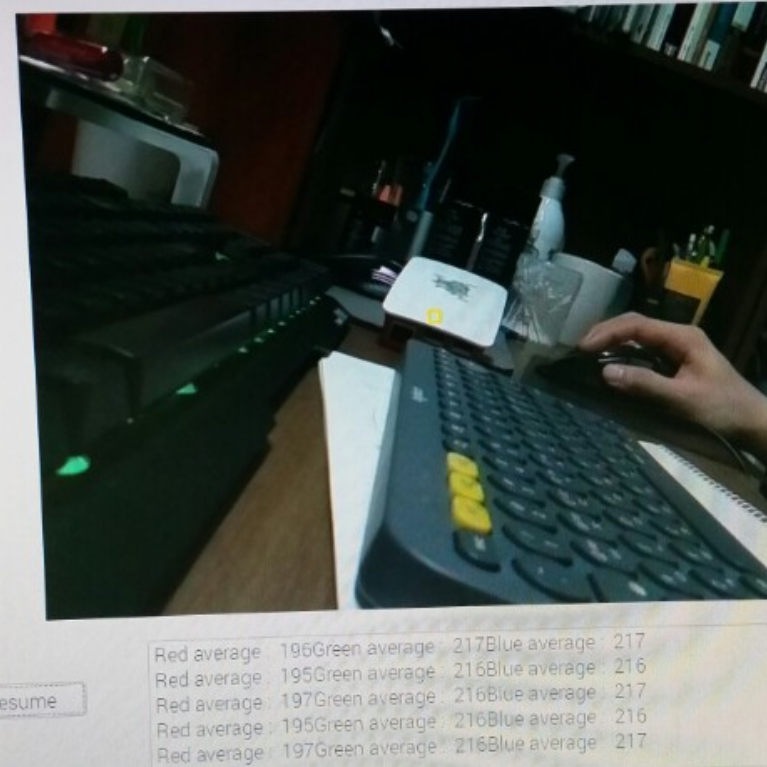 Red average : 196Green average : 217Blue average : 217
Red average : 195Green average : 216Blue average : 216
esume
Red average : 197Green average : 216Blue average : 217
Red average : 195Green average : 216Blue average : 216
Red average : 197Green average : 216Blue average : 217